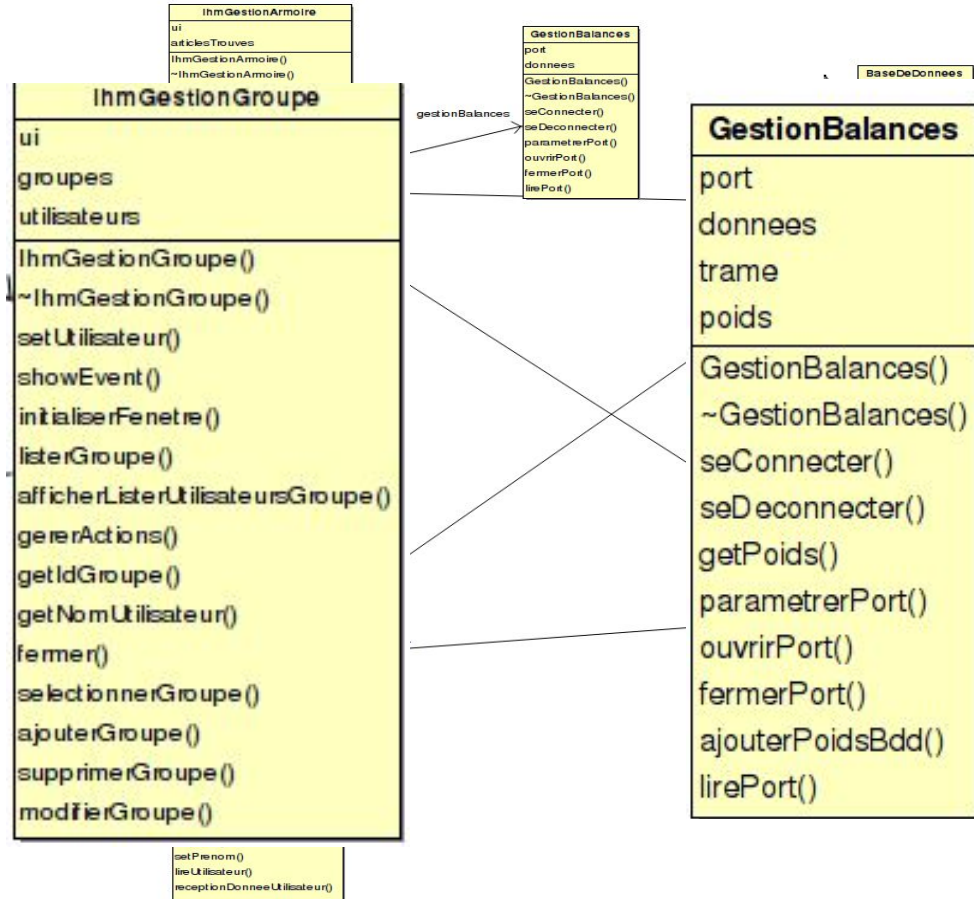 IhmGestionArmoire
ui
articlesTrouves
IhmGestionArmoire()
~IhmGestionArmoire()
GestionBalances
port
donnees
GestionBalances()
~GestionBalances()
seConnecter()
seDeconnecter()
parametrerPort()
ouvrirPort()
fermerPort()
lirePort()
BaseDeDonnees
gestionBalances
IhmGestionGroupe
ui
groupes
utilisateurs
IhmGestionGroupe()
~IhmGestionGroupe()
setUtilisateur()
showEvent()
initialiserFenetre()
listerGroupe()
afficherListerUtilisateursGroupe()
gererActions()
getIdGroupe()
getNomUtilisateur()
fermer()
selectionnerGroupe()
ajouterGroupe()
supprimerGroupe()
modifierGroupe()
GestionBalances
port
donnees
trame
poids
GestionBalances()
~GestionBalances()
seConnecter()
seDeconnecter()
getPoids()
parametrerPort()
ouvrirPort()
fermerPort()
ajouterPoidsBdd()
lirePort()
setPrenom()
lireUtilisateur()
receptionDonneeUtilisateur()